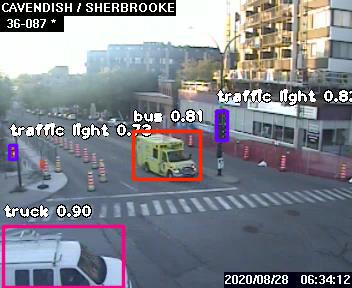 CAVENDISH / SHERBROOKE
36-087 *
traffic light 0.83
bus 0.81
traffic light 0.73
truck 0.90
2020/08/28 06:34:12